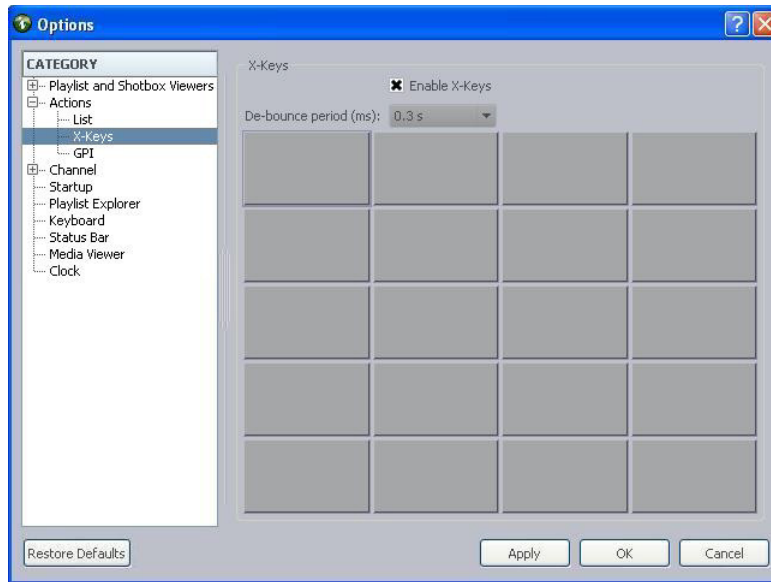 Options
CATEGORY
Playlist and Shotbox Viewers
Actions
List
X-Keys
GPI
Channel
Startup
Playlist Explorer
Keyboard
Status Bar
Media Viewer
Clock
X-Keys
Enable X-Keys
De-bounce period (ms): 0.3 s
Restore Defaults
Apply
OK
Cancel